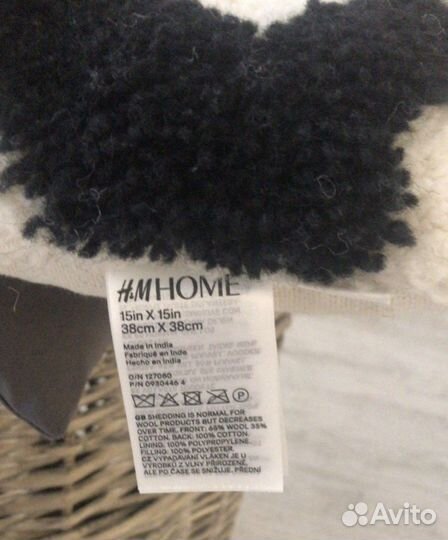 H&M HOME
15in X 15in
38cm X 38cm
Made in India
Fabriqué en Inde
Hecho en India
O/N 127080
P/N 0930446 4
P
GB SHEDDING IS NORMAL FOR
WOOL PRODUCTS BUT DECREASES
OVER TIME. FRONT: 65% WOOL 35%
COTTON. BACK: 100% COTTON.
LINING: 100% POLYPROPYLENE.
FILLING: 100% POLYESTER.
CZ VYPADÁVÁNÍ VLÁKEN JE U
VÝROBKŮ Z VLNY PŘIROZENÉ,
ALE PO ČASE SE SNIŽUJE. PŘEDNÍ
Avito